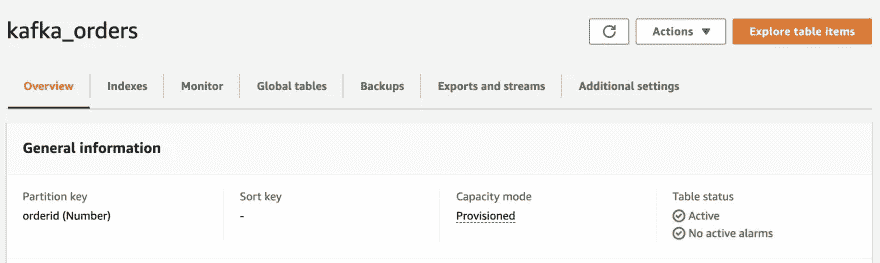 kafka_orders
Actions
Explore table items
Overview
Indexes
Monitor
Global tables
Backups
Exports and streams
Additional settings
General information
Partition key
orderid (Number)
Sort key
-
Capacity mode
Provisioned
Table status
Active
No active alarms